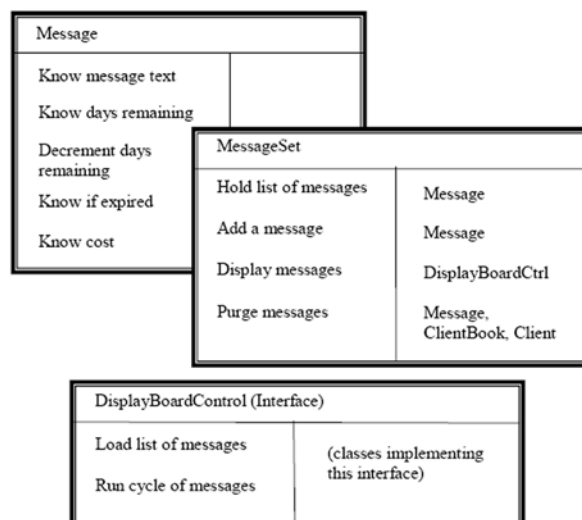 Message
Know message text
Know days remaining
Decrement days
remaining
Know if expired
Know cost
MessageSet
Hold list of messages
Message
Add a message
Message
Display messages
DisplayBoardCtrl
Purge messages
Message,
ClientBook, Client
DisplayBoardControl (Interface)
Load list of messages
(classes implementing
this interface)
Run cycle of messages